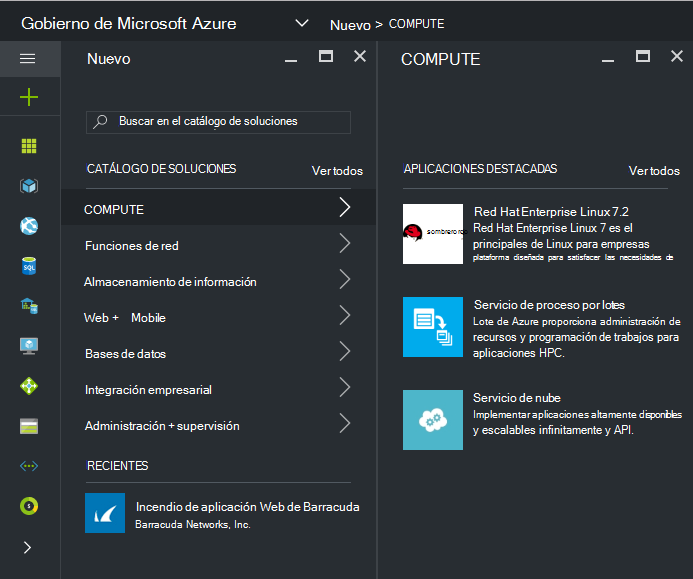 Gobierno de Microsoft Azure
Nuevo > COMPUTE
Nuevo
Buscar en el catálogo de soluciones
CATÁLOGO DE SOLUCIONES
Ver todos
COMPUTE
Funciones de red
Almacenamiento de información
Web + Mobile
Bases de datos
Integración empresarial
Administración + supervisión
RECIENTES
Incendio de aplicación Web de Barracuda
Barracuda Networks, Inc.
COMPUTE
APLICACIONES DESTACADAS
Ver todos
sombrero rojo
Red Hat Enterprise Linux 7.2
Red Hat Enterprise Linux 7 es el
principales de Linux para empresas
plataforma diseñada para satisfacer las necesidades de
Servicio de proceso por lotes
Lote de Azure proporciona administración de
recursos y programación de trabajos para
aplicaciones HPC.
Servicio de nube
Implementar aplicaciones altamente disponibles
y escalables infinitamente y API.
SQL